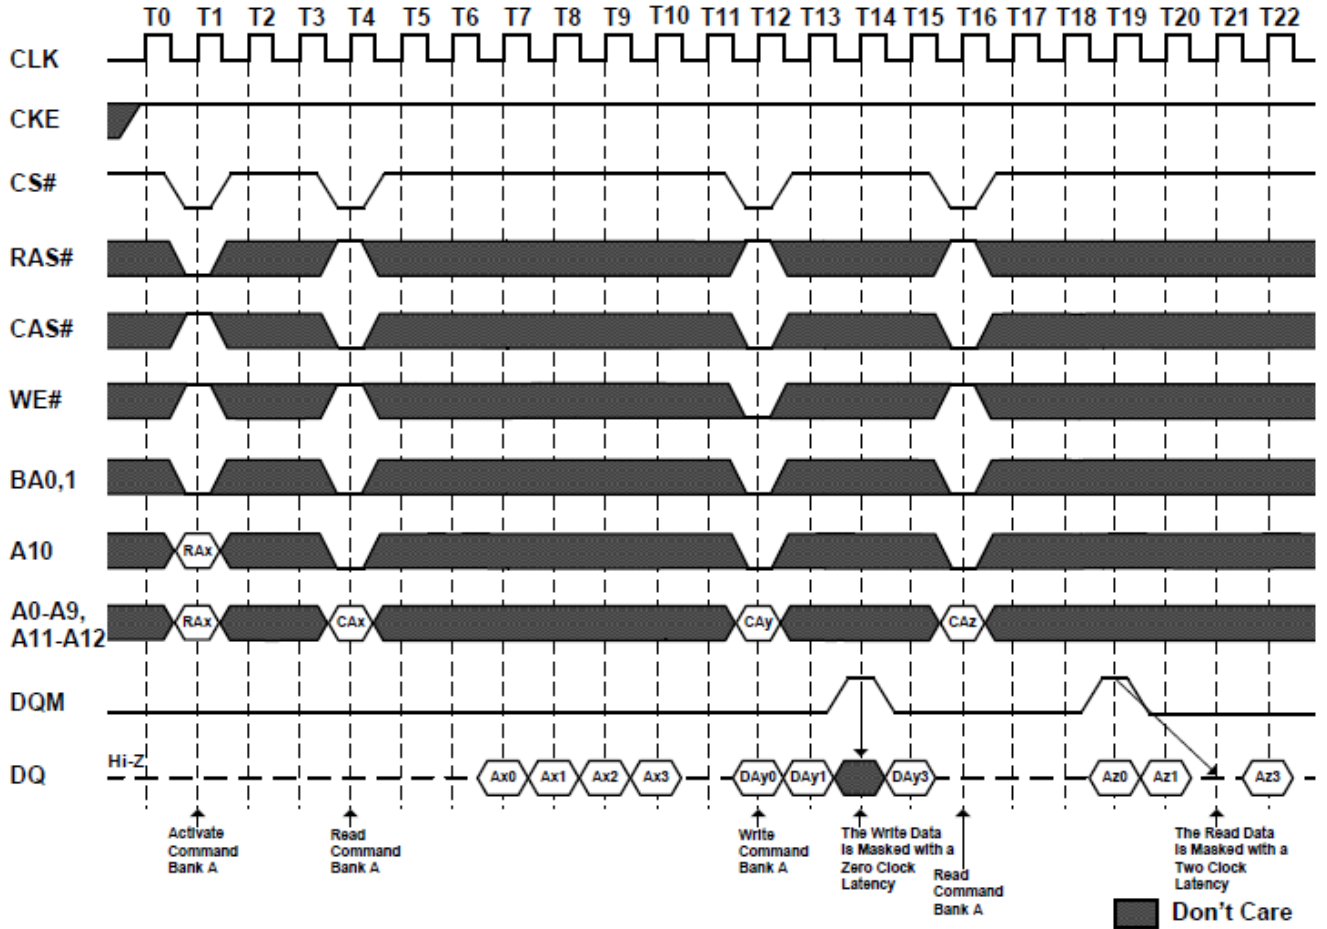 T0 T1 T2 T3 T4 T5 T6 T7 T8 T9 T10 T11 T12 T13 T14 T15 T16 T17 T18 T19 T20 T21 T22
CLK
CKE
CS#
RAS#
CAS#
WE#
BA0,1
A10 RAx
A0-A9,
A11-A12 RAx CAx CAy CAz
DQM
DQ Hi-Z Ax0 Ax1 Ax2 Ax3 DAy0 DAy1 DAy3 Az0 Az1 Az3
Activate
Command
Bank A
Read
Command
Bank A
Write
Command
Bank A
The Write Data
is Masked with a
Zero Clock
Latency
Read
Command
Bank A
The Read Data
is Masked with a
Two Clock
Latency
Don't Care